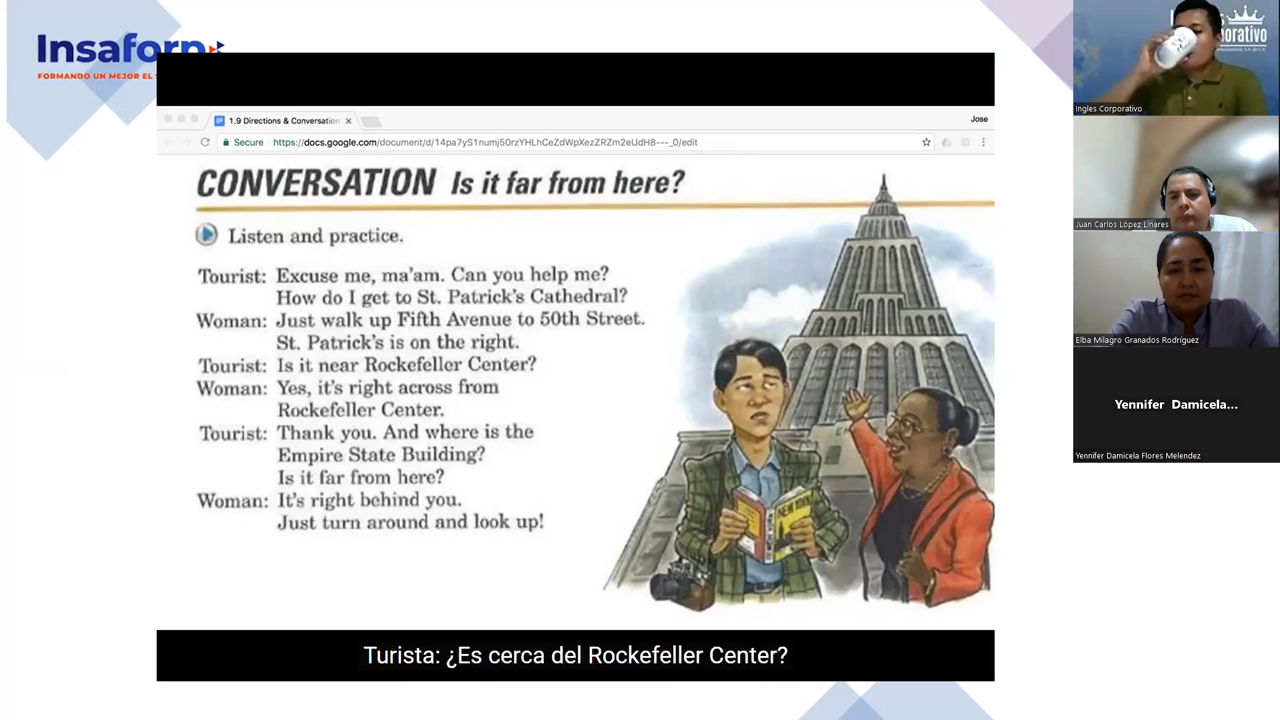 Insaforp
FORMANDO UN MEJOR EL
1.9 Directions & Conversation
Jose
Secure
https://docs.google.com/document/d/14pa7yS1numj50rzYHLhCeZdWpXezZRZm2eUdH8---_0/edit
CONVERSATION Is it far from here?
Listen and practice.
Tourist: Excuse me, ma'am. Can you help me?
How do I get to St. Patrick's Cathedral?
Woman: Just walk up Fifth Avenue to 50th Street.
St. Patrick's is on the right.
Tourist: Is it near Rockefeller Center?
Woman: Yes, it's right across from
Rockefeller Center.
Tourist: Thank you. And where is the
Empire State Building?
Is it far from here?
Woman: It's right behind you.
Just turn around and look up!
NEW YORK
NEW YORK
Turista: ¿Es cerca del Rockefeller Center?
orativo
Ingles Corporativo
Juan Carlos López Linares
Elba Milagro Granados Rodríguez
Yennifer Damicela...
Yennifer Damicela Flores Melendez